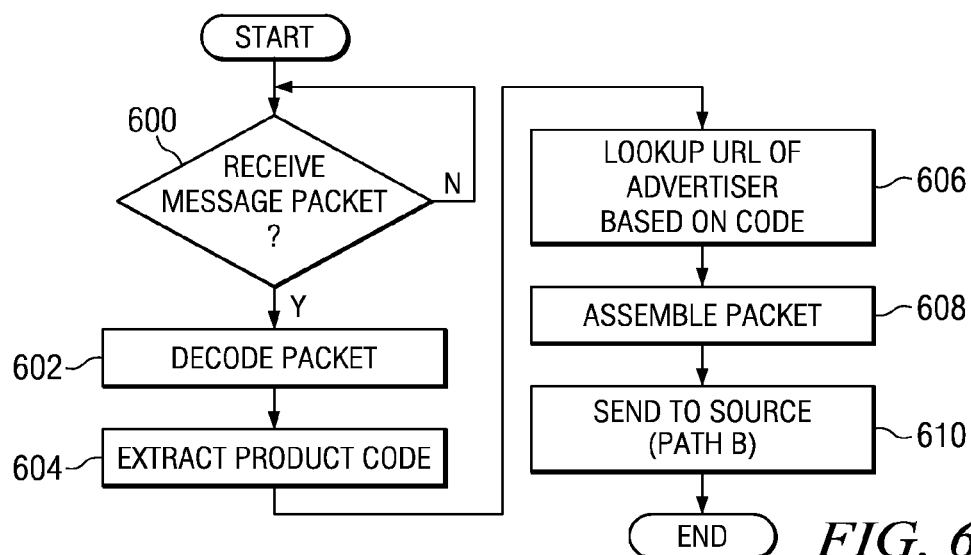 START
600
RECEIVE
MESSAGE PACKET
?
N
Y
602
DECODE PACKET
604
EXTRACT PRODUCT CODE
LOOKUP URL OF
ADVERTISER
BASED ON CODE
606
ASSEMBLE PACKET
608
SEND TO SOURCE
(PATH B)
610
END
FIG. 6